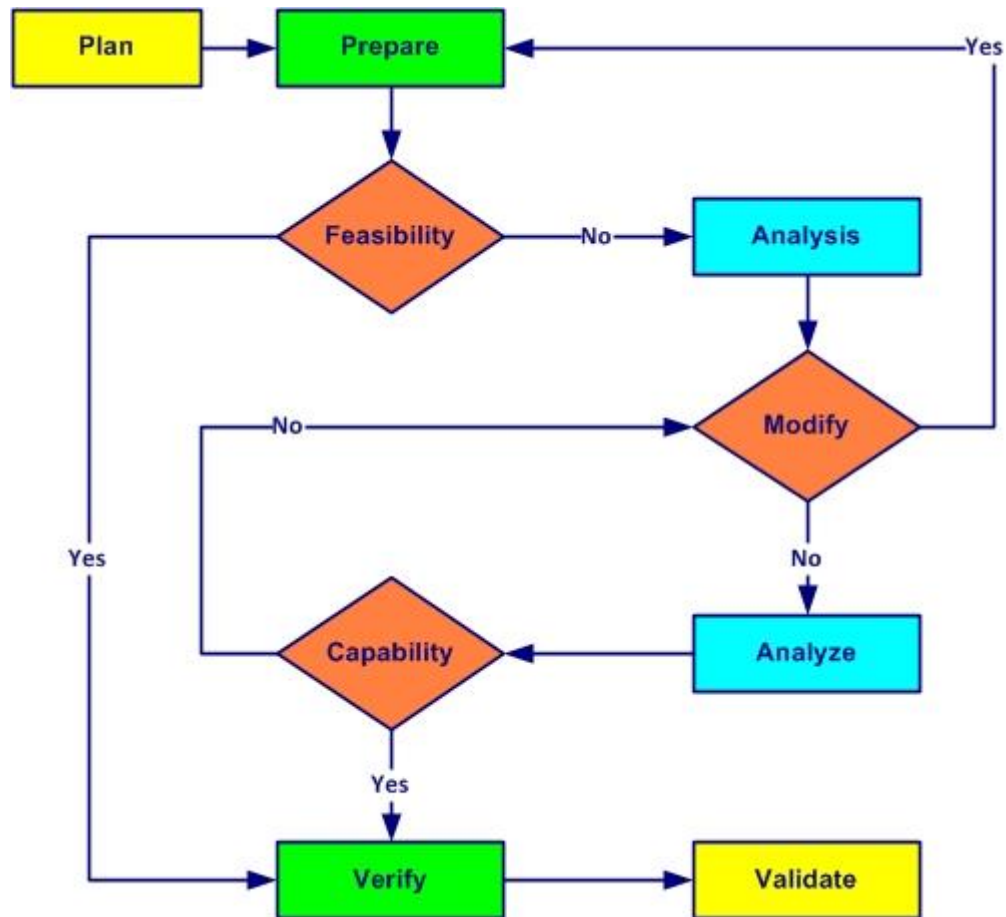 Plan
Prepare
Yes
Feasibility
No
Analysis
No
Modify
Yes
No
Capability
Analyze
Yes
Verify
Validate